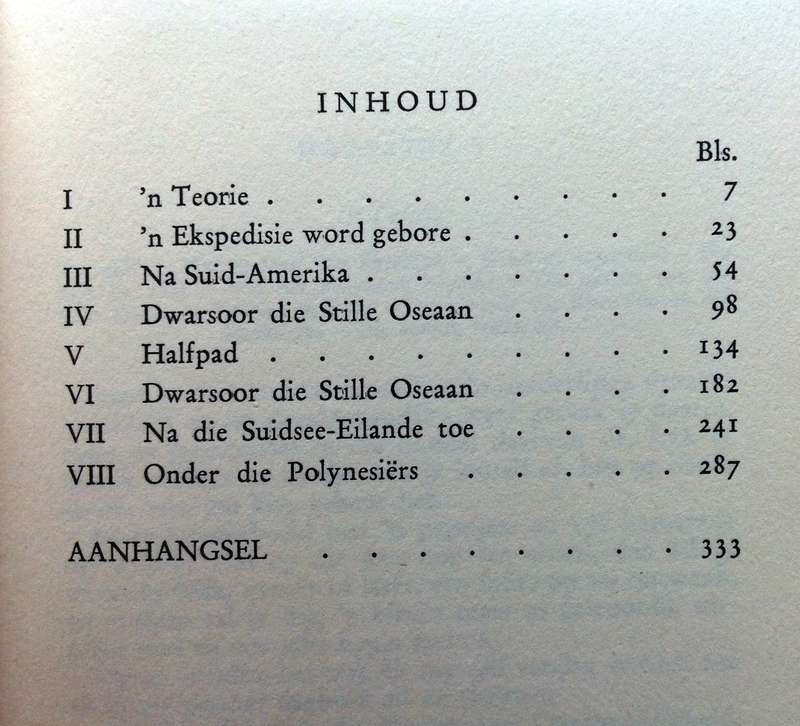 INHOUD
Bls.
I 'n Teorie . . . . . . . . . 7
II 'n Ekspedisie word gebore . . . . . 23
III Na Suid-Amerika . . . . . . . 54
IV Dwarsoor die Stille Oseaan . . . . 98
V Halfpad . . . . . . . . . 134
VI Dwarsoor die Stille Oseaan . . . . 182
VII Na die Suidsee-Eilande toe . . . . 241
VIII Onder die Polynesiërs . . . . . 287
AANHANGSEL . . . . . . . . 333